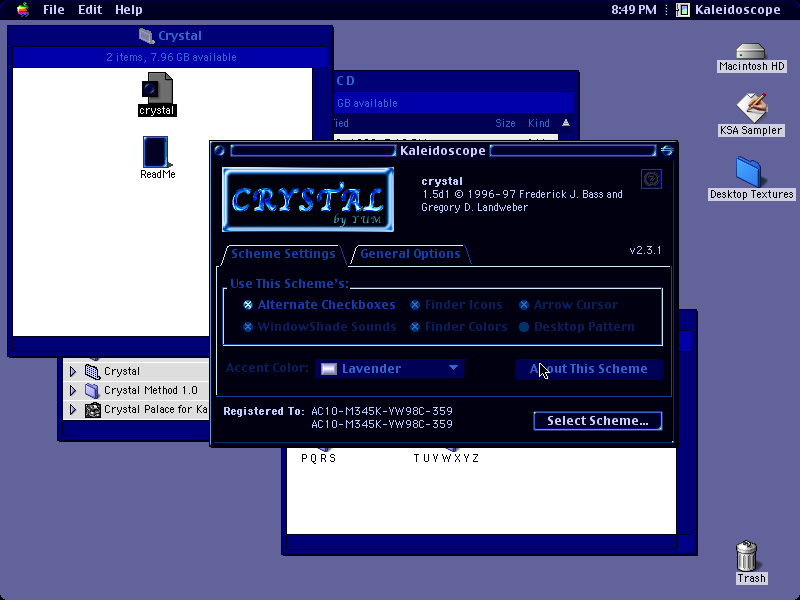 File Edit Help
8:49 PM Kaleidoscope
Crystal
2 items, 7.96 GB available
crystal
ReadMe
CD
GB available
Size Kind
Macintosh HD
KSA Sampler
Desktop Textures
Kaleidoscope
CRYSTAL
by YUM
crystal
1.5d1 © 1996-97 Frederick J. Bass and
Gregory D. Landweber
v2.3.1
Scheme Settings
General Options
Use This Scheme's:
Alternate Checkboxes
Finder Icons
Arrow Cursor
WindowShade Sounds
Finder Colors
Desktop Pattern
Accent Color:
Lavender
About This Scheme
Registered To: AC10-M345K-VW98C-359
AC10-M345K-VW98C-359
Select Scheme...
Crystal
Crystal Method 1.0
Crystal Palace for Ka
PQRS
TUVWXYZ
Trash